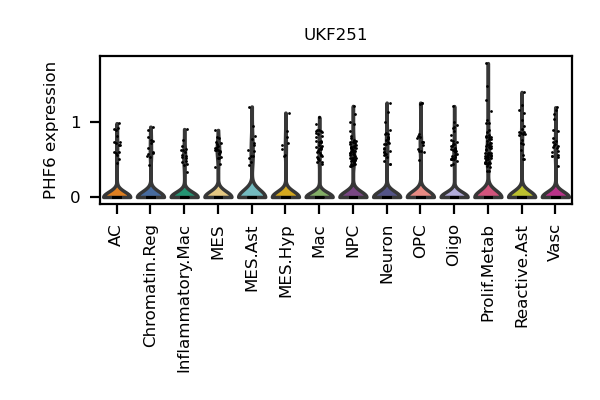 UKF251
PHF6 expression
1
0
AC
Chromatin.Reg
Inflammatory.Mac
MES
MES.Ast
MES.Hyp
Mac
NPC
Neuron
OPC
Oligo
Prolif.Metab
Reactive.Ast
Vasc